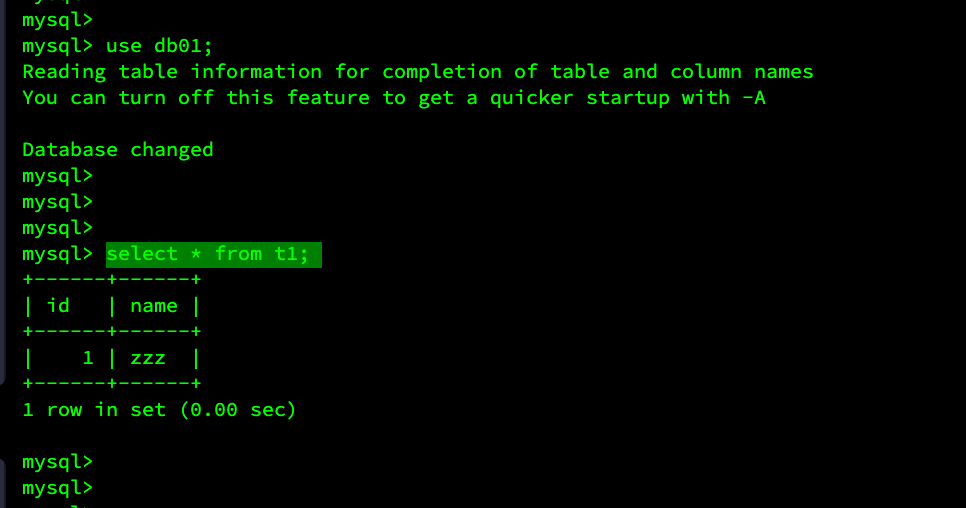 mysql>
mysql> use db01;
Reading table information for completion of table and column names
You can turn off this feature to get a quicker startup with -A
Database changed
mysql>
mysql>
mysql>
mysql> select * from t1;
+------+------+
| id   | name |
+------+------+
|    1 | zzz  |
+------+------+
1 row in set (0.00 sec)
mysql>
mysql>